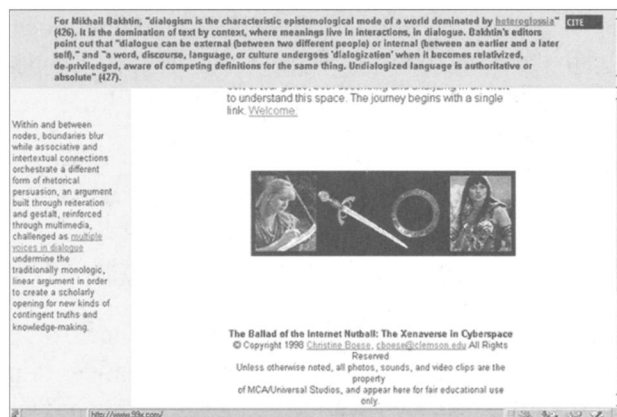 For Mikhail Bakhtin, "dialogism is the characteristic epistemological mode of a world dominated by heteroglossia" CITE
(426). It is the domination of text by context, where meanings live in interactions, in dialogue. Bakhtin's editors
point out that "dialogue can be external (between two different people) or internal (between an earlier and a later
self)," and "a word, discourse, language, or culture undergoes 'dialogization' when it becomes relativized,
de-priviledged, aware of competing definitions for the same thing. Undialogized language is authoritative or
absolute" (427).
to understand this space. The journey begins with a single
link. Welcome.
Within and between
nodes, boundaries blur
while associative and
intertextual connections
orchestrate a different
form of rhetorical
persuasion, an argument
built through reiteration
and gestalt, reinforced
through multimedia,
challenged as multiple
voices in dialogue
undermine the
traditionally monologic,
linear argument in order
to create a scholarly
opening for new kinds of
contingent truths and
knowledge-making.
The Ballad of the Internet Nutball: The Xenaverse in Cyberspace
© Copyright 1998 Christine Boese, cboese@clemson.edu All Rights
Reserved
Unless otherwise noted, all photos, sounds, and video clips are the
property
of MCA/Universal Studios, and appear here for fair educational use
only.